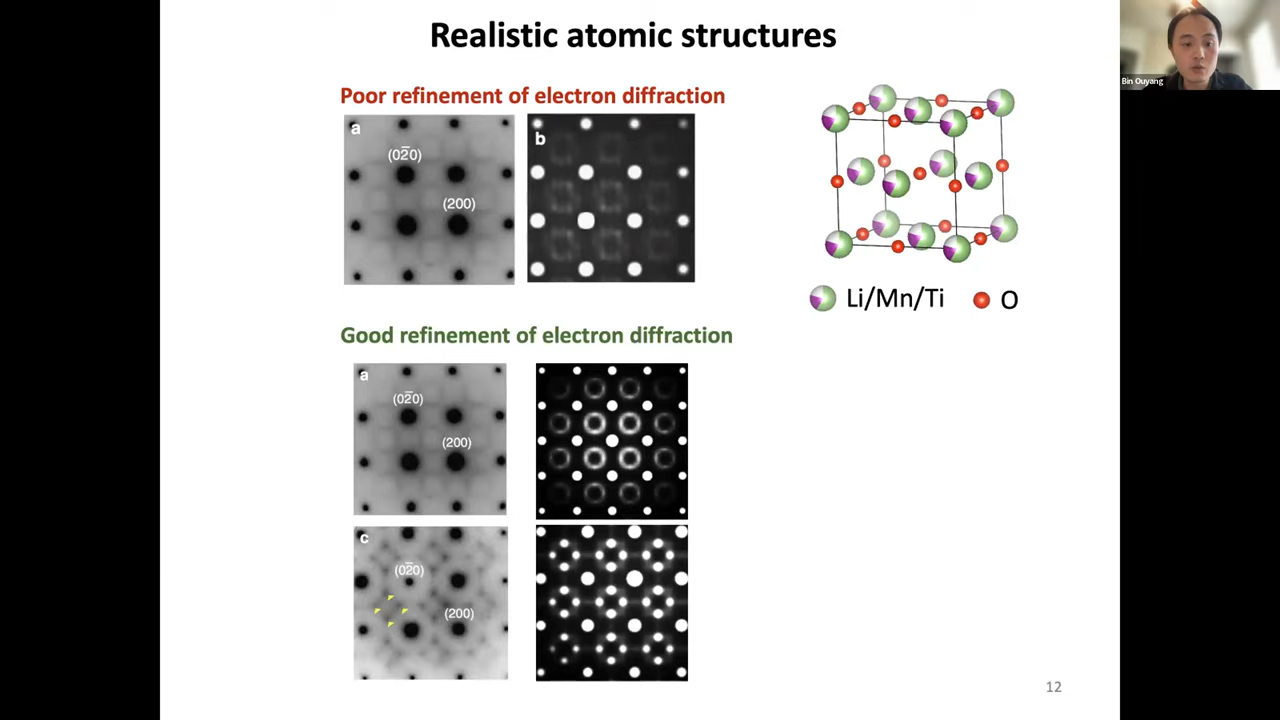 Realistic atomic structures
Bin Ouyang
Poor refinement of electron diffraction
a
(02̅0)
(200)
b
Li/Mn/Ti
O
Good refinement of electron diffraction
a
(02̅0)
(200)
c
(02̅0)
(200)
12